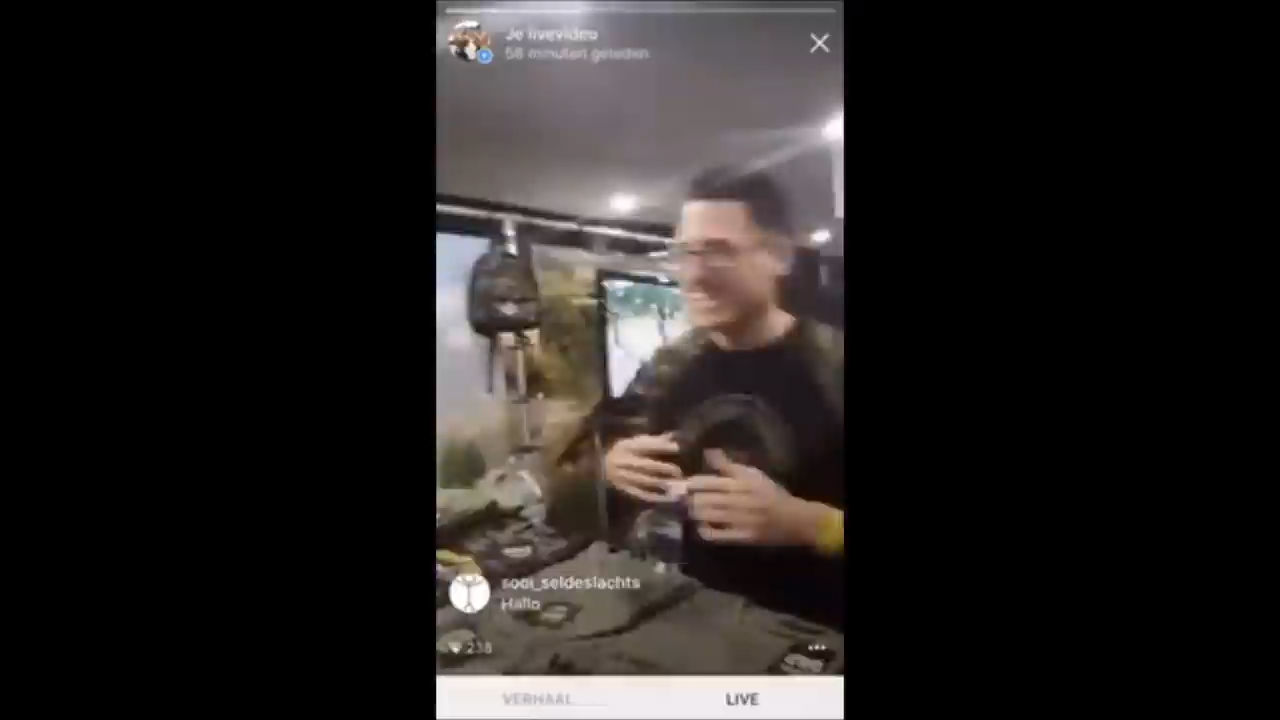 Je livevideo
58 minuten geleden
sooi_seldeslachts
Hallo
238
VERHAAL
LIVE